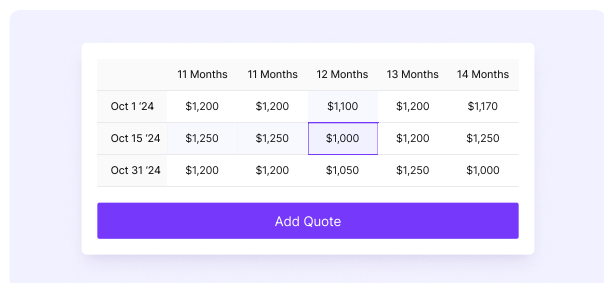 11 Months 11 Months 12 Months 13 Months 14 Months
Oct 1 '24 $1,200 $1,200 $1,100 $1,200 $1,170
Oct 15 '24 $1,250 $1,250 $1,000 $1,200 $1,250
Oct 31 '24 $1,200 $1,200 $1,050 $1,250 $1,000
Add Quote